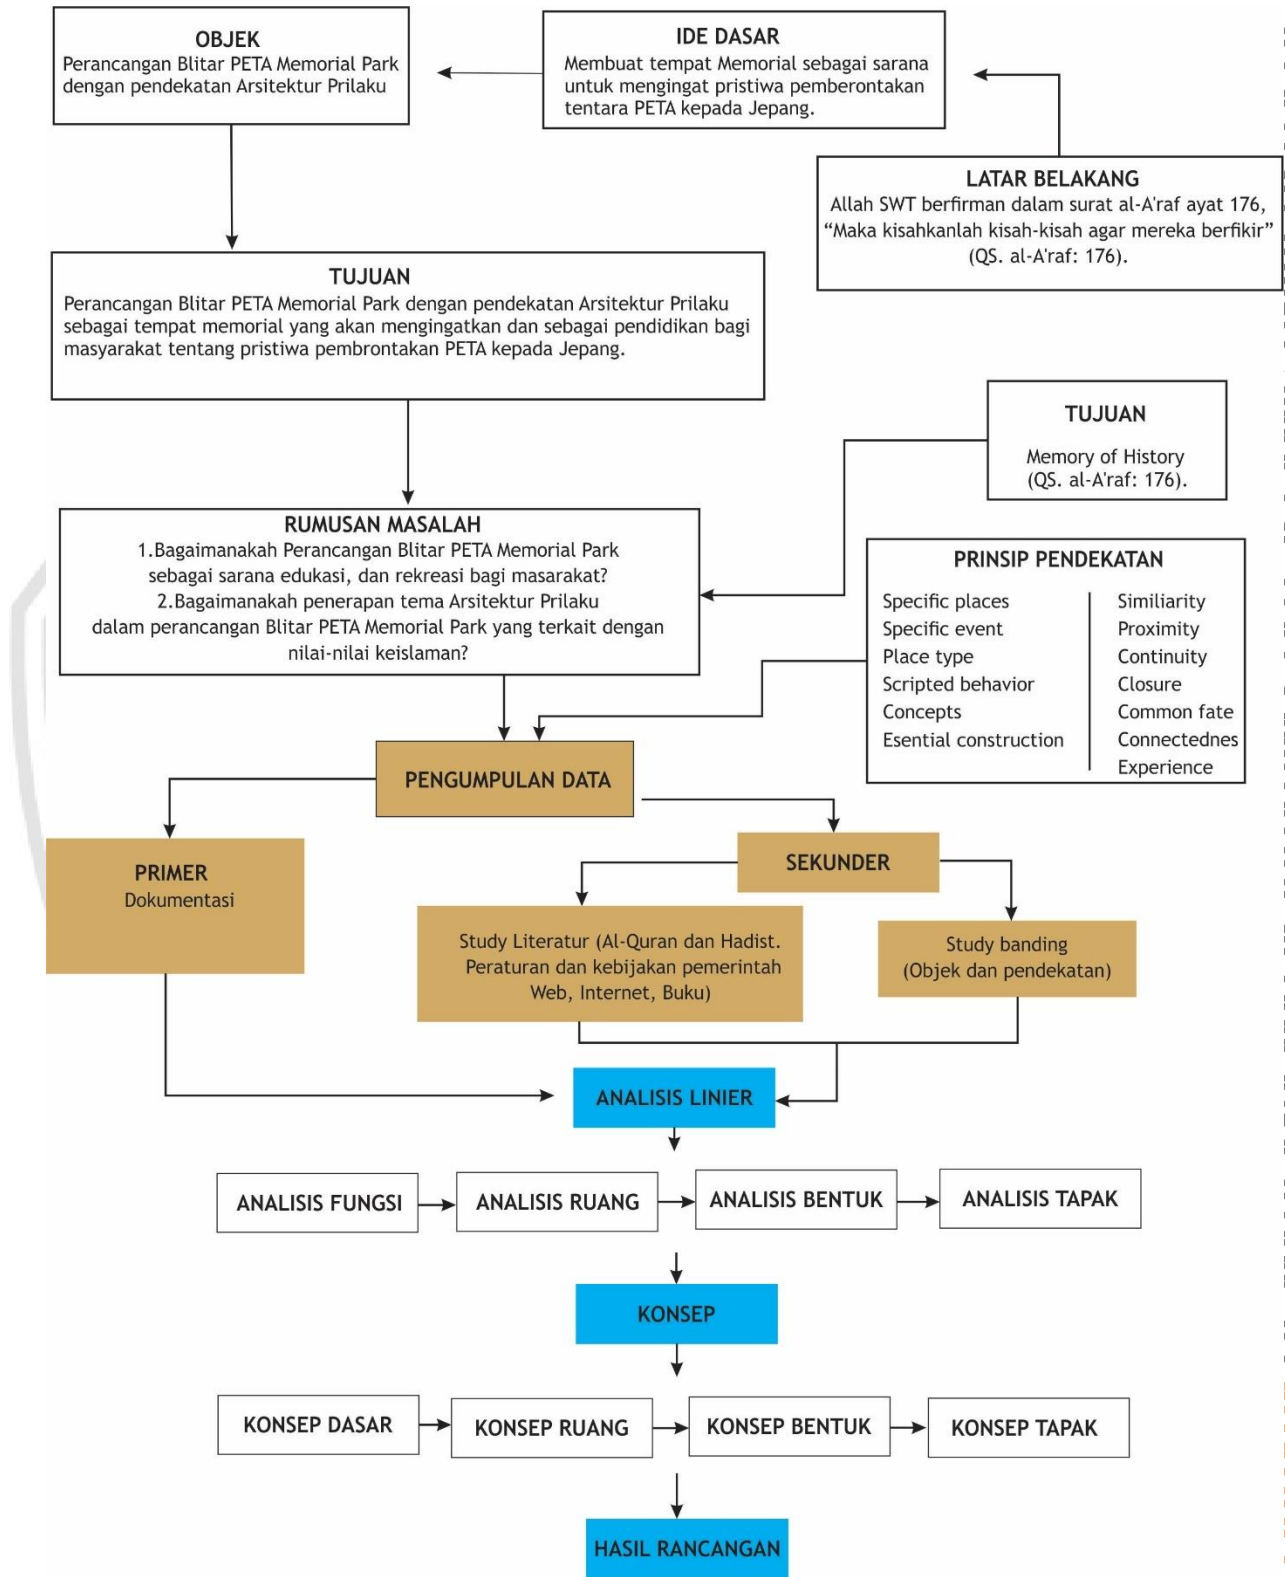 OBJEK
Perancangan Blitar PETA Memorial Park
dengan pendekatan Arsitektur Prilaku
IDE DASAR
Membuat tempat Memorial sebagai sarana
untuk mengingat pristiwa pemberontakan
tentara PETA kepada Jepang.
LATAR BELAKANG
Allah SWT berfirman dalam surat al-A'raf ayat 176,
“Maka kisahkanlah kisah-kisah agar mereka berfikir”
(QS. al-A'raf: 176).
TUJUAN
Perancangan Blitar PETA Memorial Park dengan pendekatan Arsitektur Prilaku
sebagai tempat memorial yang akan mengingatkan dan sebagai pendidikan bagi
masyarakat tentang pristiwa pembrontakan PETA kepada Jepang.
TUJUAN
Memory of History
(QS. al-A'raf: 176).
RUMUSAN MASALAH
1.Bagaimanakah Perancangan Blitar PETA Memorial Park
sebagai sarana edukasi, dan rekreasi bagi masarakat?
2.Bagaimanakah penerapan tema Arsitektur Prilaku
dalam perancangan Blitar PETA Memorial Park yang terkait dengan
nilai-nilai keislaman?
PRINSIP PENDEKATAN
Specific places
Specific event
Place type
Scripted behavior
Concepts
Esential construction
Similiarity
Proximity
Continuity
Closure
Common fate
Connectednes
Experience
PENGUMPULAN DATA
PRIMER
Dokumentasi
SEKUNDER
Study Literatur (Al-Quran dan Hadist.
Peraturan dan kebijakan pemerintah
Web, Internet, Buku)
Study banding
(Objek dan pendekatan)
ANALISIS LINIER
ANALISIS FUNGSI
ANALISIS RUANG
ANALISIS BENTUK
ANALISIS TAPAK
KONSEP
KONSEP DASAR
KONSEP RUANG
KONSEP BENTUK
KONSEP TAPAK
HASIL RANCANGAN